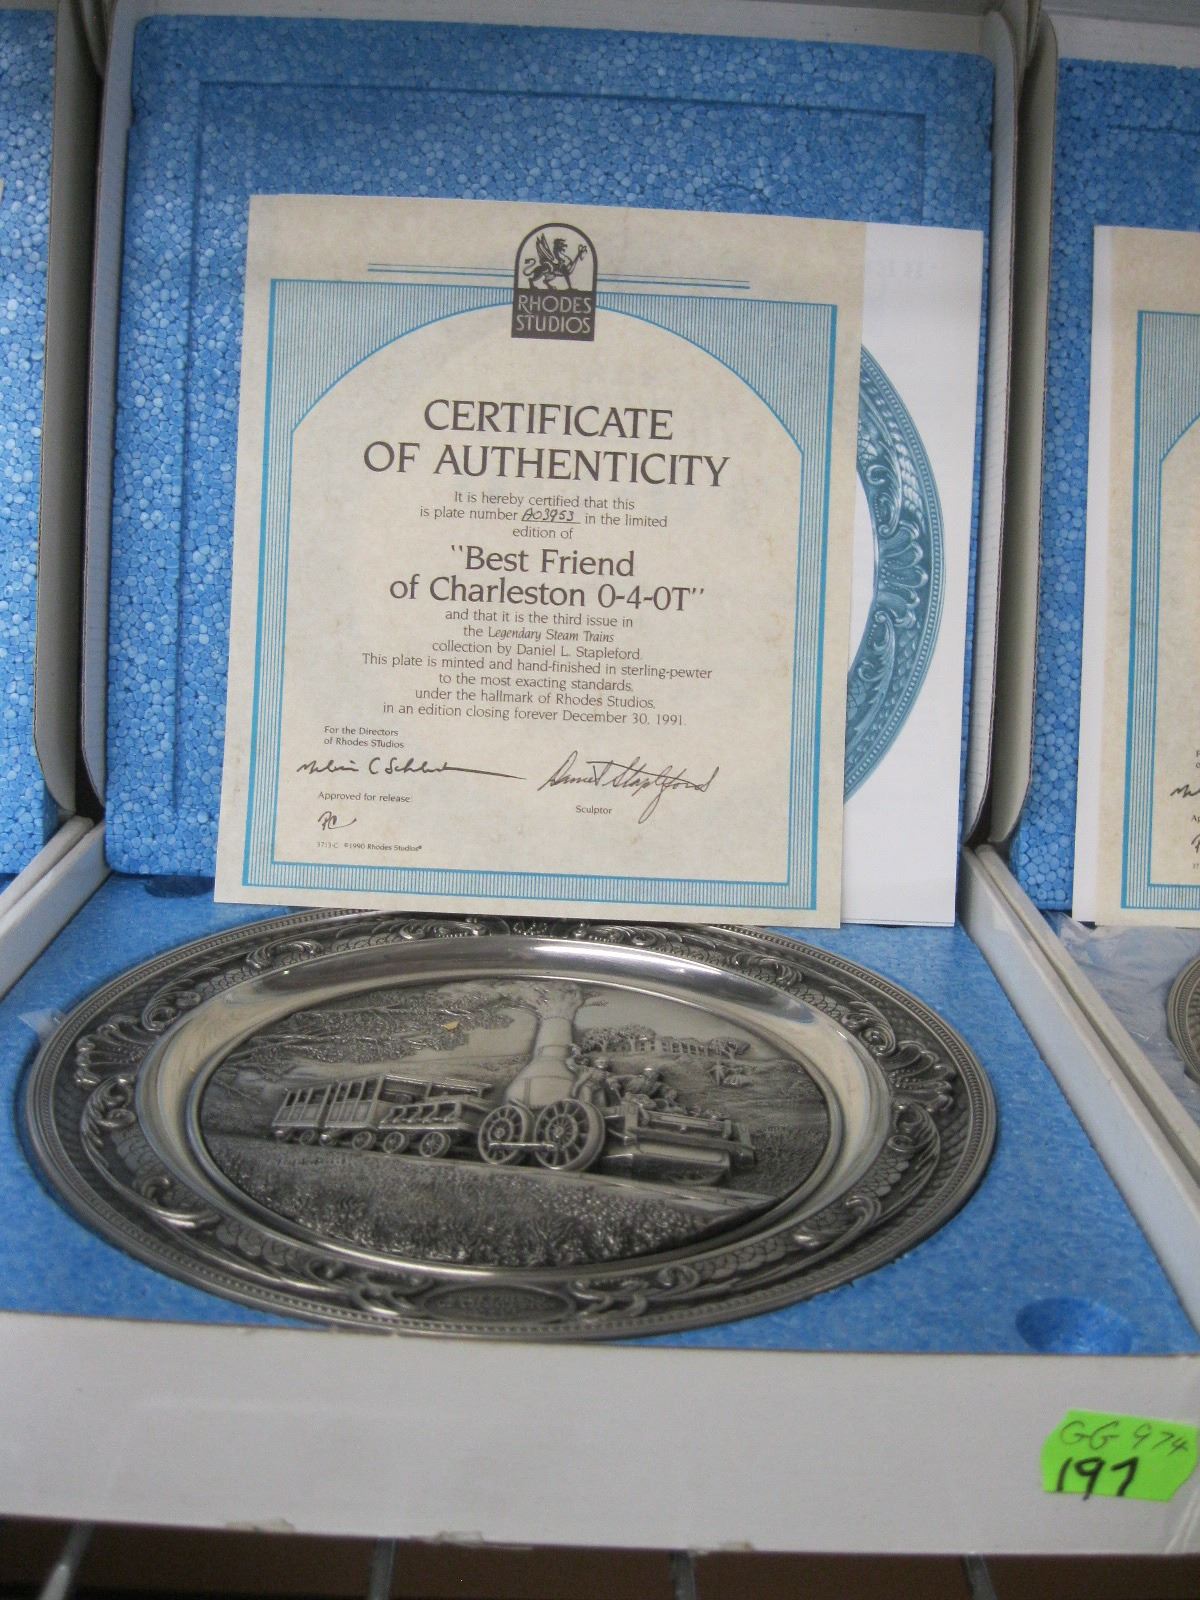 RHODES
STUDIOS
CERTIFICATE
OF AUTHENTICITY
It is hereby certified that this
is plate number A03953 in the limited
edition of
"Best Friend
of Charleston 0-4-0T"
and that it is the third issue in
the Legendary Steam Trains
collection by Daniel L. Stapleford.
This plate is minted and hand-finished in sterling-pewter
to the most exacting standards,
under the hallmark of Rhodes Studios,
in an edition closing forever December 30, 1991.
For the Directors
of Rhodes STudios
Daniel Stapleford
Approved for release:
Sculptor
PC
3713-C ©1990 Rhodes Studios®
GG 974
197